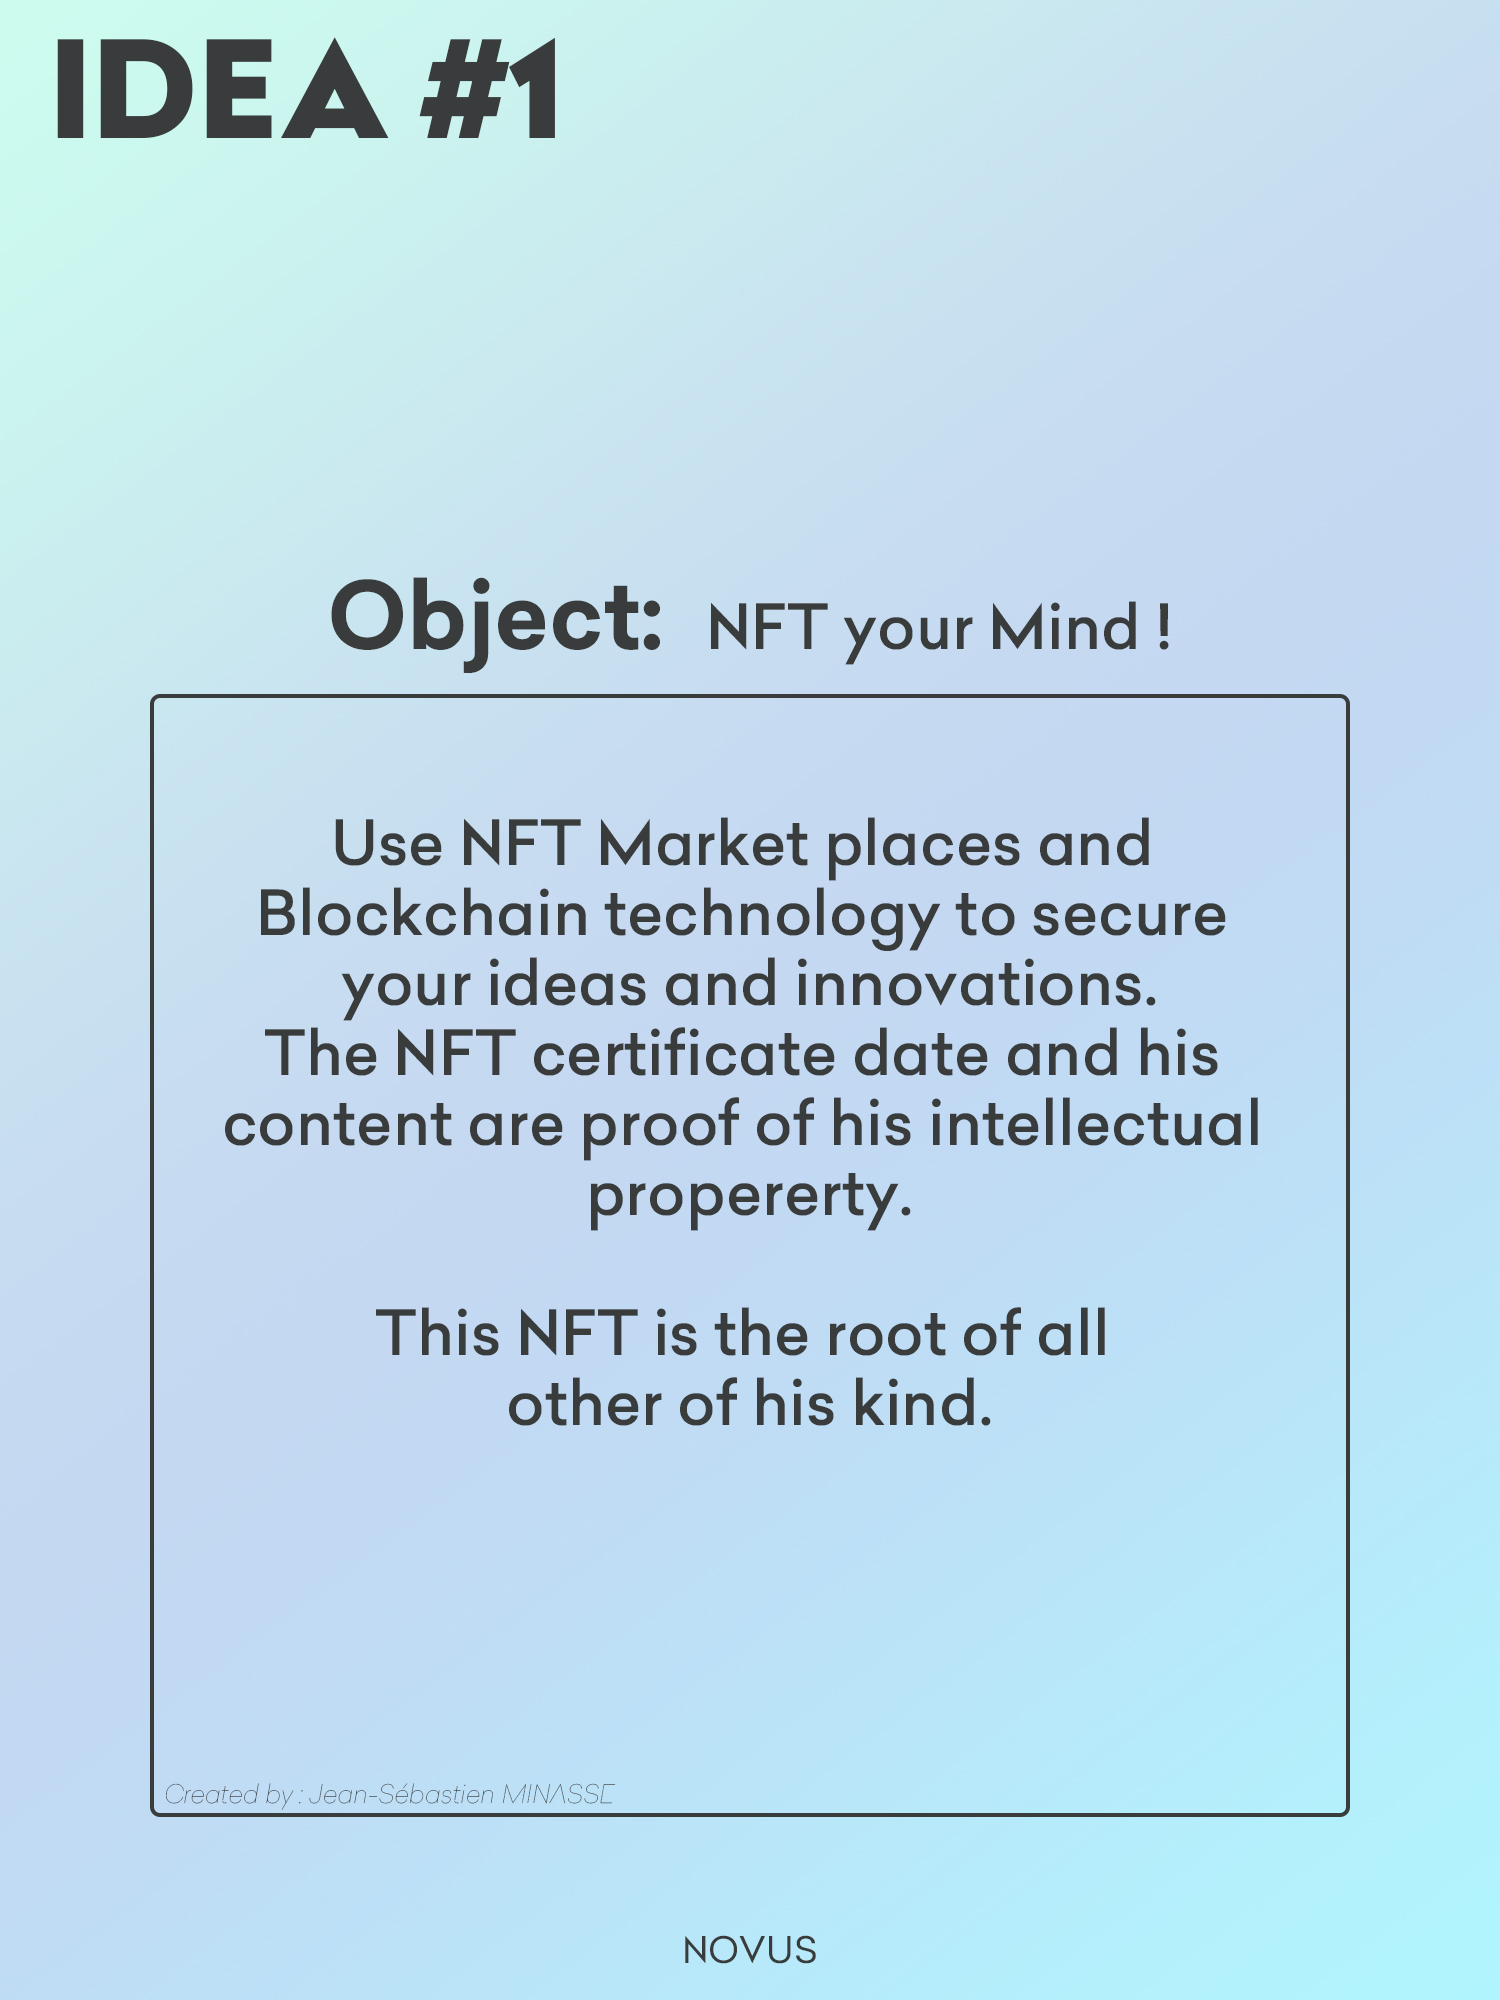 IDEA #1
Object: NFT your Mind !
Use NFT Market places and
Blockchain technology to secure
your ideas and innovations.
The NFT certificate date and his
content are proof of his intellectual
propererty.
This NFT is the root of all
other of his kind.
Created by : Jean-Sébastien MINASSE
NOVUS